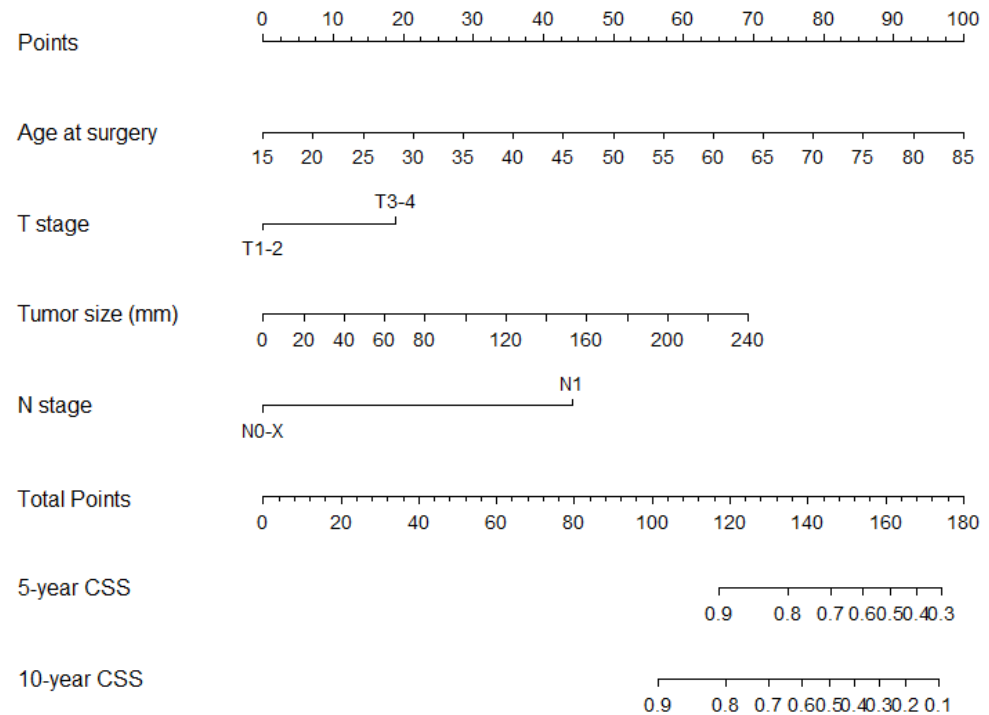 0 10 20 30 40 50 60 70 80 90 100
Points
Age at surgery
15 20 25 30 35 40 45 50 55 60 65 70 75 80 85
T3-4
T stage
T1-2
Tumor size (mm)
0 20 40 60 80 120 160 200 240
N1
N stage
N0-X
Total Points
0 20 40 60 80 100 120 140 160 180
5-year CSS
0.9 0.8 0.7 0.6 0.5 0.4 0.3
10-year CSS
0.9 0.8 0.7 0.6 0.5 0.4 0.3 0.2 0.1